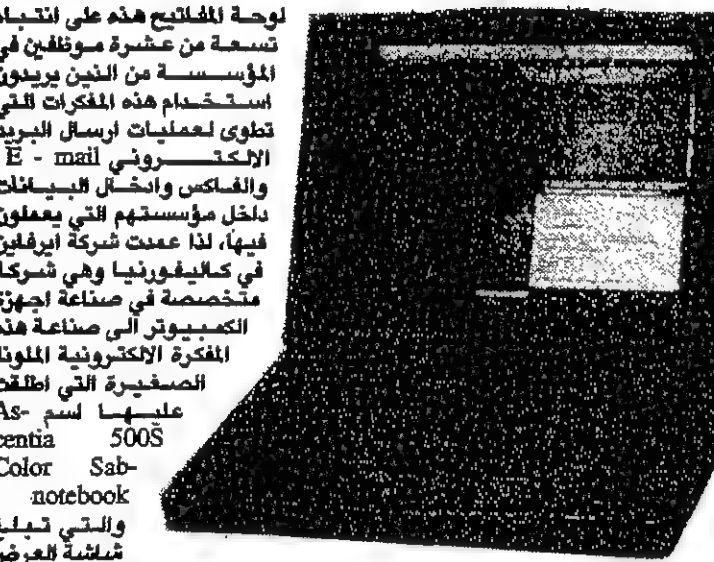 لوحة المفاتيح هذه على انتباه
تسعة من عشرة موظفين في
المؤسسة من الذين يريدون
استخدام هذه المفكرات التي
تطوى لعمليات ارسال البريد
الالكتروني E - mail
والفاكس وادخال البيانات
داخل مؤسستهم التي يعملون
فيها، لذا عمدت شركة ايرفاين
في كاليفورنيا وهي شركة
متخصصة في صناعة اجهزة
الكمبيوتر الى صناعة هذه
المفكرة الالكترونية الملونة
الصغيرة التي اطلقت
عليها اسم As-
centia 500S
Color Sab-
notebook
والتي تبلغ
شاشة العرض